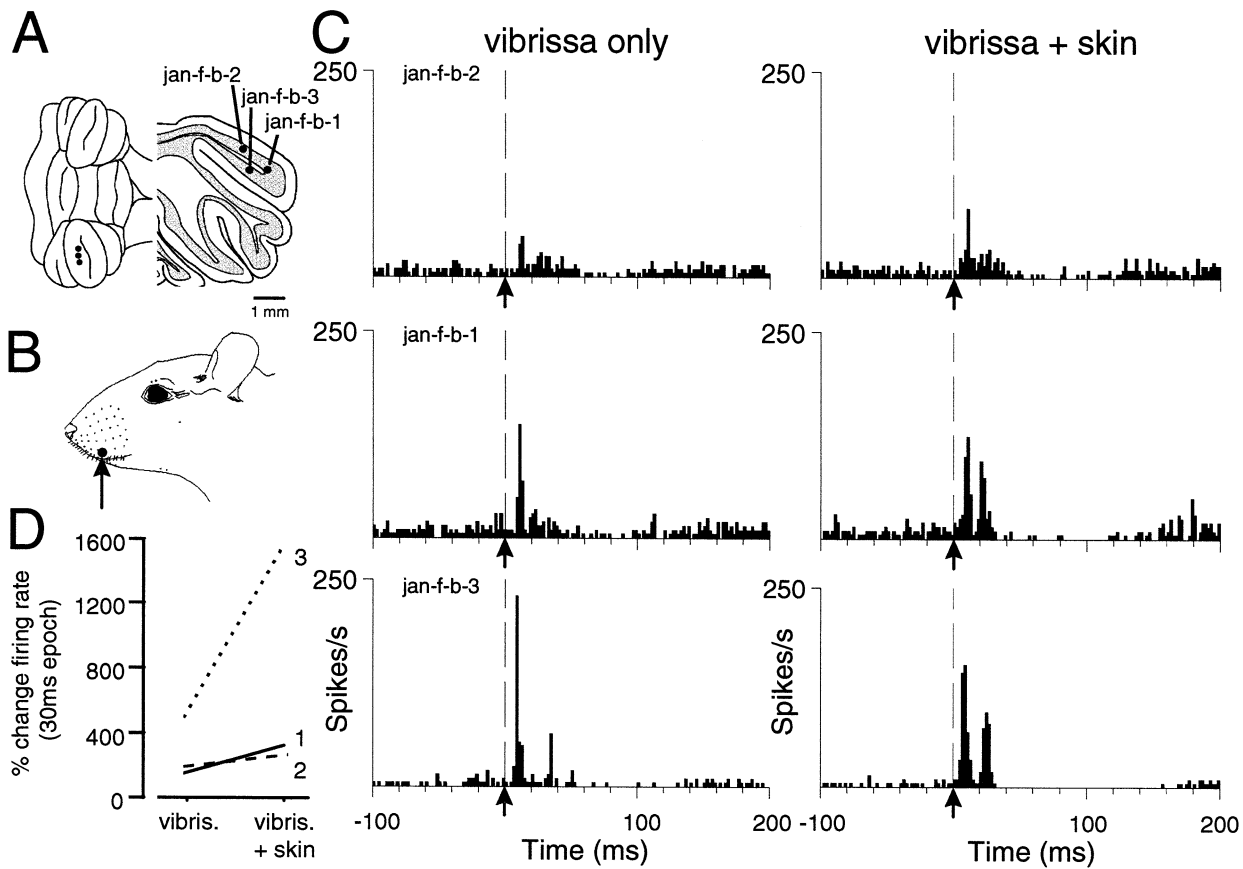 A
jan-f-b-2
jan-f-b-3
jan-f-b-1
1 mm
B
D
1600
1200
800
400
0
% change firing rate
(30ms epoch)
3
1
2
vibris.
vibris.
+ skin
C
vibrissa only
vibrissa + skin
250
jan-f-b-2
250
250
jan-f-b-1
250
250
jan-f-b-3
250
Spikes/s
Spikes/s
-100
100
200
-100
100
200
Time (ms)
Time (ms)